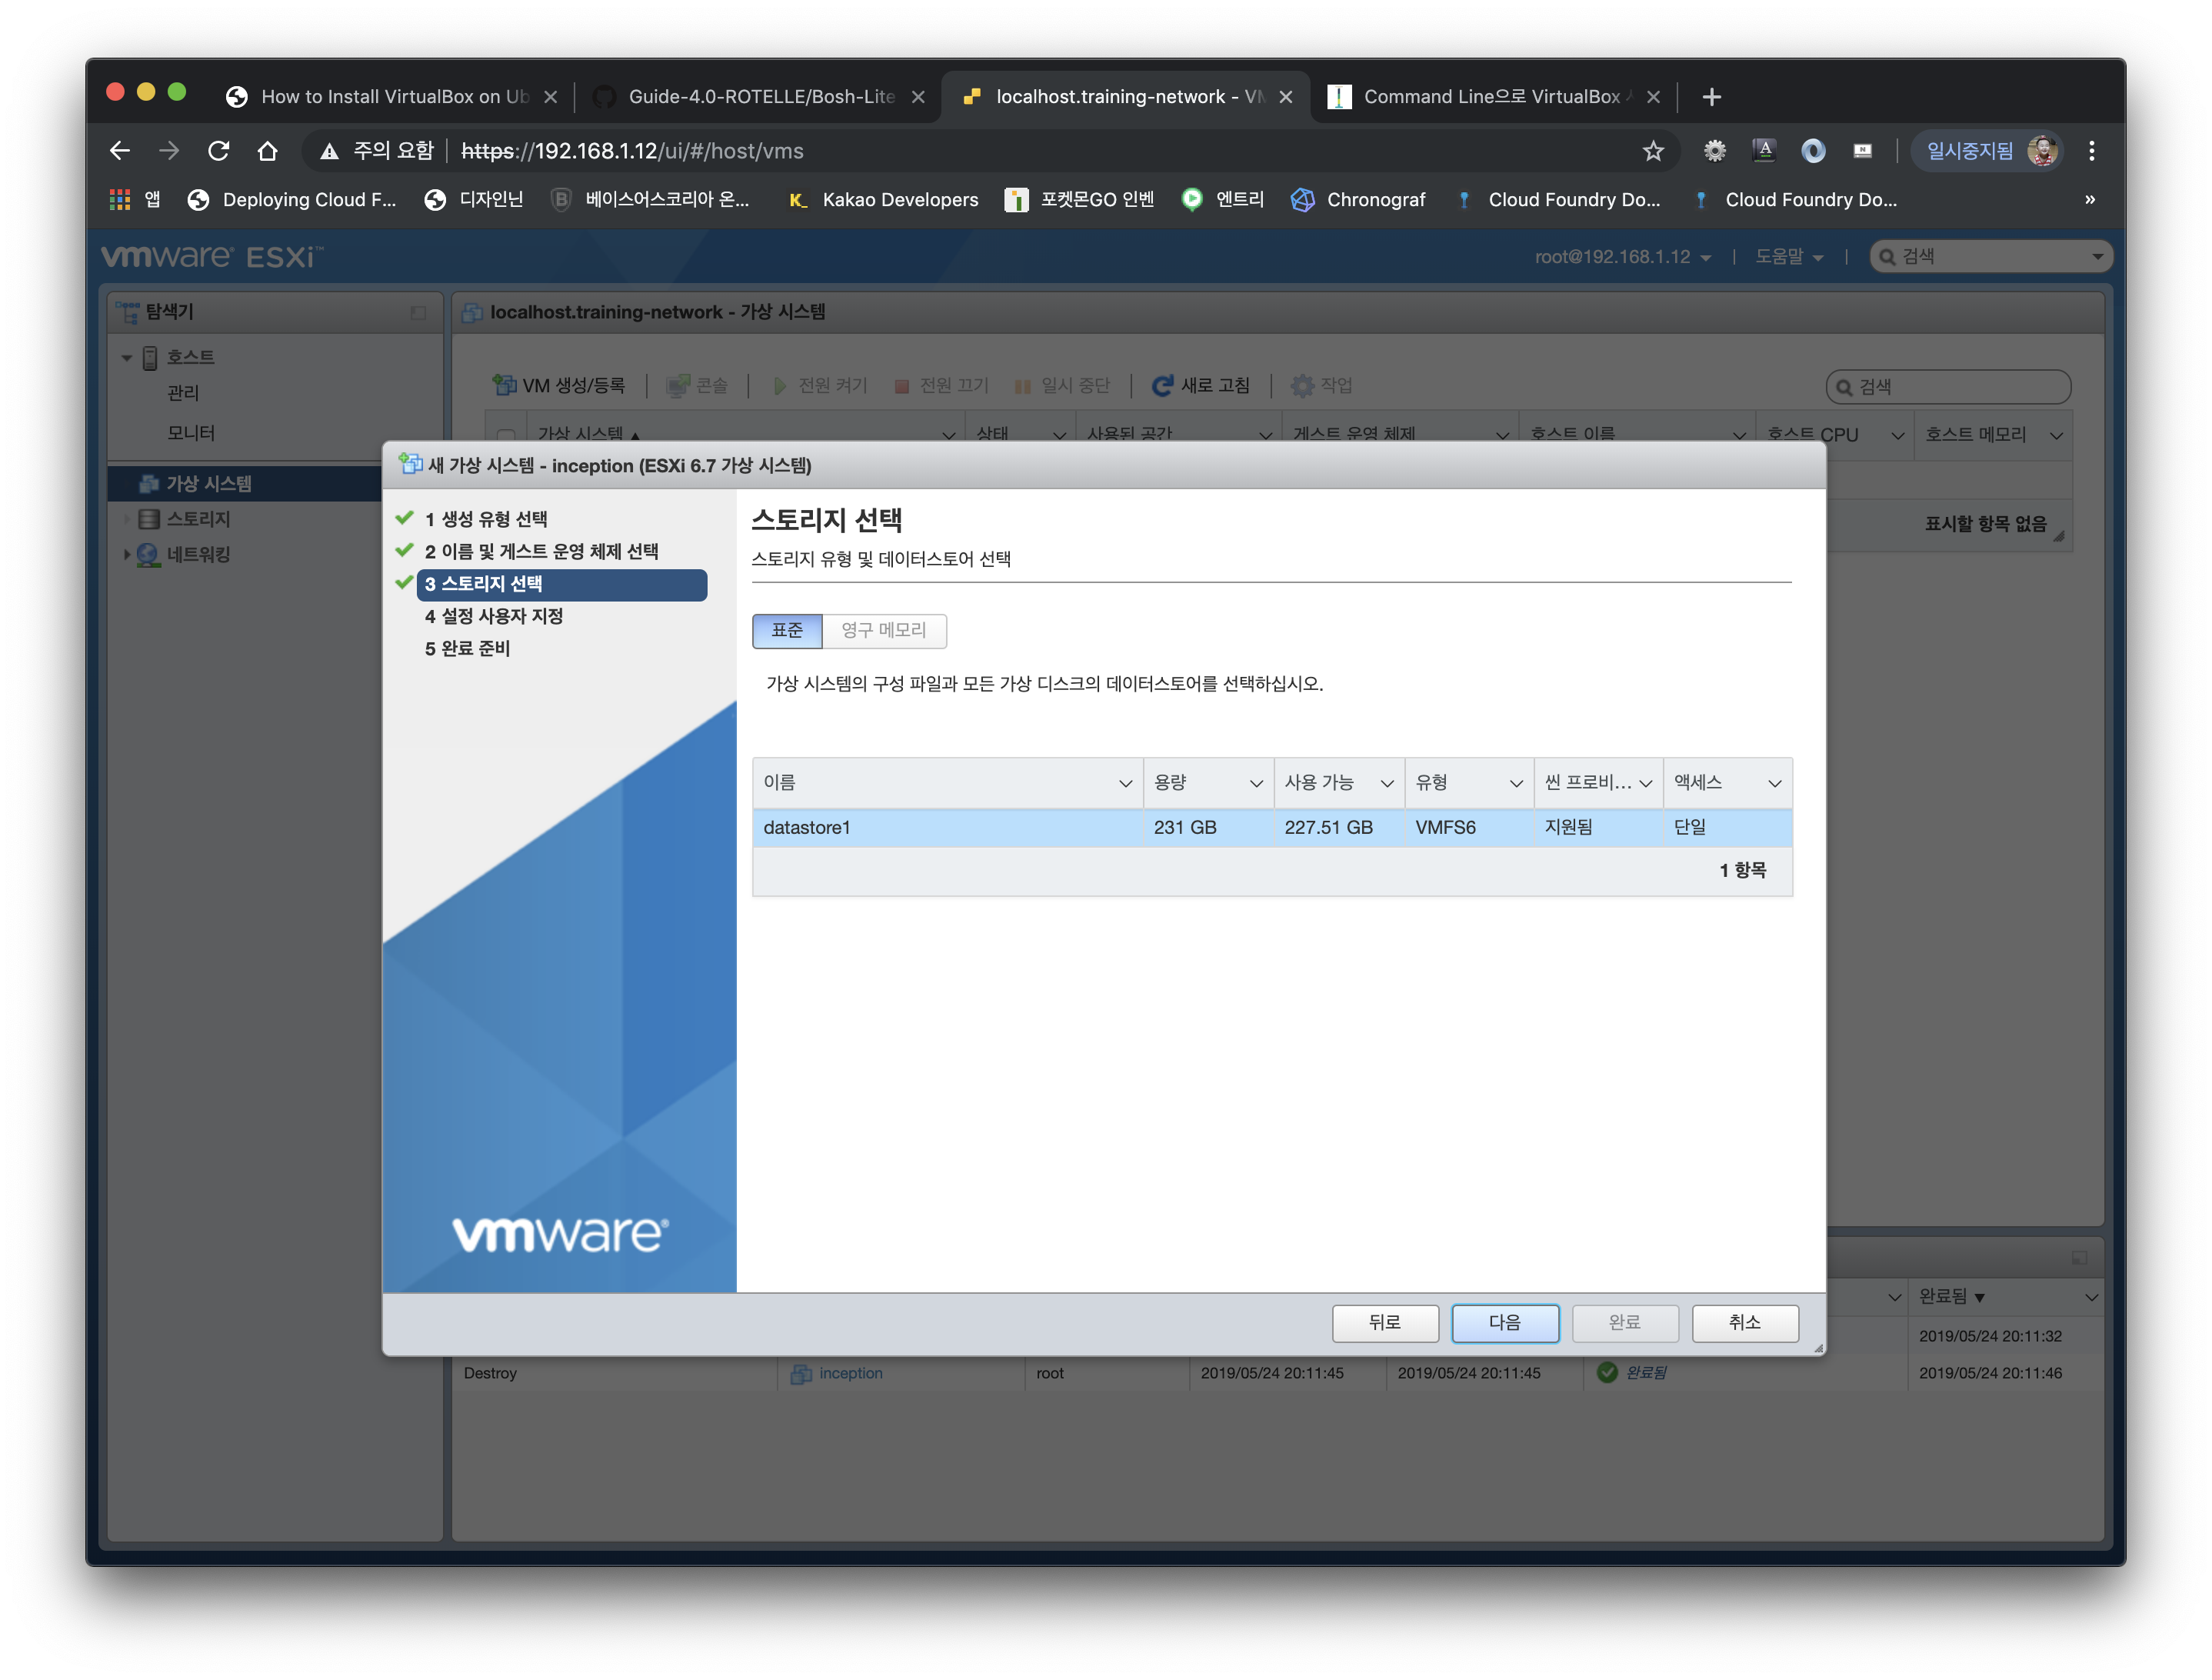 How to Install VirtualBox on Ub
Guide-4.0-ROTELLE/Bosh-Lite
localhost.training-network - VM
Command Line으로 VirtualBox
주의 요함
https://192.168.1.12/ui/#/host/vms
일시중지됨
앱
Deploying Cloud F...
디자인닌
베이스어스코리아 온...
K_ Kakao Developers
포켓몬GO 인벤
엔트리
Chronograf
Cloud Foundry Do...
Cloud Foundry Do...
»
vmware® ESXi™
root@192.168.1.12
도움말
검색
탐색기
localhost.training-network - 가상 시스템
호스트
관리
모니터
가상 시스템
스토리지
네트워킹
VM 생성/등록
콘솔
전원 켜기
전원 끄기
일시 중단
새로 고침
작업
검색
가상 시스템
상태
사용된 공간
게스트 운영 체제
호스트 이름
호스트 CPU
호스트 메모리
표시할 항목 없음
새 가상 시스템 - inception (ESXi 6.7 가상 시스템)
1 생성 유형 선택
2 이름 및 게스트 운영 체제 선택
3 스토리지 선택
4 설정 사용자 지정
5 완료 준비
vmware®
스토리지 선택
스토리지 유형 및 데이터스토어 선택
표준
영구 메모리
가상 시스템의 구성 파일과 모든 가상 디스크의 데이터스토어를 선택하십시오.
이름 용량 사용 가능 유형 씬 프로비... 액세스
datastore1 231 GB 227.51 GB VMFS6 지원됨 단일
1 항목
뒤로
다음
완료
취소
완료됨 ▼
2019/05/24 20:11:32
Destroy inception root 2019/05/24 20:11:45 2019/05/24 20:11:45 완료됨 2019/05/24 20:11:46